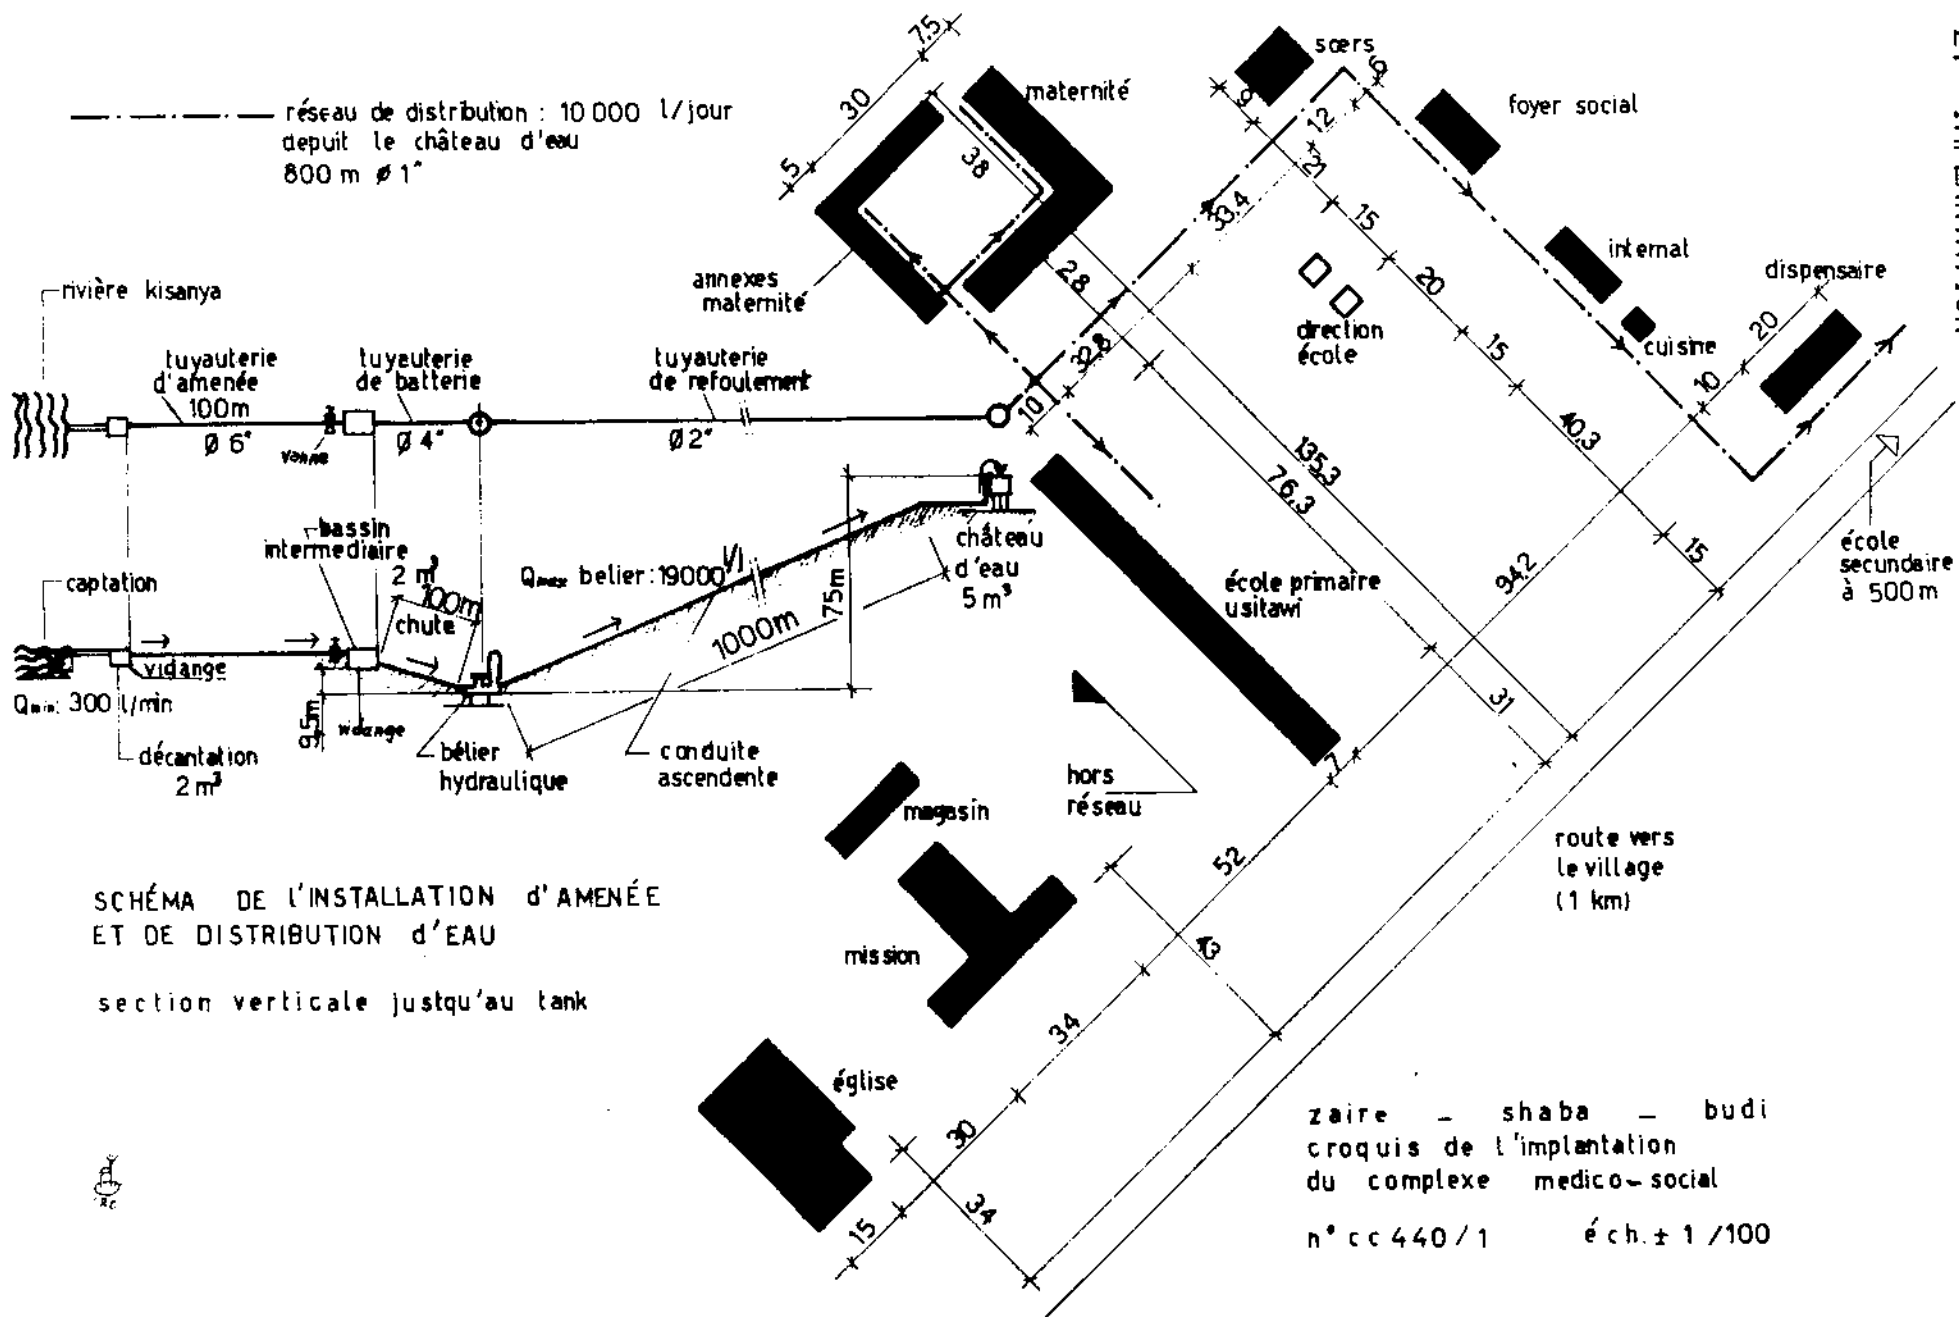 réseau de distribution : 10 000 l/jour
depuit le château d'eau
800 m ø 1"
rivière kisanya
tuyauterie
d'amenée
100m
Ø 6"
vanne
tuyauterie
de batterie
Ø 4"
tuyauterie
de refoulement
Ø 2"
captation
Qmin: 300 l/min
vidange
décantation
2 m³
bassin
intermediaire
2 m³
100m
chute
9,5m
vidange
bélier
hydraulique
Qmax belier : 19000 l/j
1000m
75m
conduite
ascendente
château
d'eau
5 m³
SCHÉMA DE l'INSTALLATION d'AMENÉE
ET DE DISTRIBUTION d'EAU
section verticale justqu'au tank
7.5
30
5
38
maternité
annexes
maternité
sœrs
9
6
12
21
33.4
15
20
15
40.3
15
foyer social
internat
cuisine
dispensaire
20
10
direction
école
2.8
32.8
10
135.3
76.3
94.2
31
école primaire
usitawi
école
secundaire
à 500 m
hors
réseau
7
magasin
mission
église
52
34
30
15
34
route vers
le village
(1 km)
zaire _ shaba _ budi
croquis de l'implantation
du complexe medico-social
n° cc 440/1 éch. ± 1/100